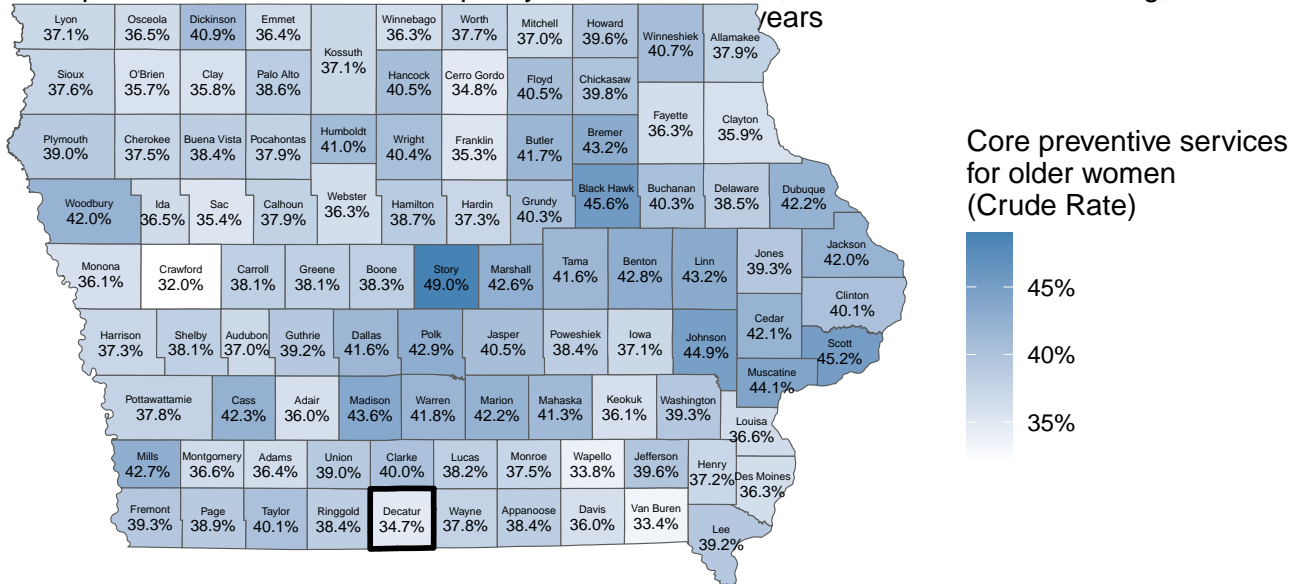 years
Lyon
37.1%
Osceola
36.5%
Dickinson
40.9%
Emmet
36.4%
Kossuth
37.1%
Winnebago
36.3%
Worth
37.7%
Mitchell
37.0%
Howard
39.6%
Winneshiek
40.7%
Allamakee
37.9%
Sioux
37.6%
O'Brien
35.7%
Clay
35.8%
Palo Alto
38.6%
Hancock
40.5%
Cerro Gordo
34.8%
Floyd
40.5%
Chickasaw
39.8%
Fayette
36.3%
Clayton
35.9%
Plymouth
39.0%
Cherokee
37.5%
Buena Vista
38.4%
Pocahontas
37.9%
Humboldt
41.0%
Wright
40.4%
Franklin
35.3%
Butler
41.7%
Bremer
43.2%
Woodbury
42.0%
Ida
36.5%
Sac
35.4%
Calhoun
37.9%
Webster
36.3%
Hamilton
38.7%
Hardin
37.3%
Grundy
40.3%
Black Hawk
45.6%
Buchanan
40.3%
Delaware
38.5%
Dubuque
42.2%
Monona
36.1%
Crawford
32.0%
Carroll
38.1%
Greene
38.1%
Boone
38.3%
Story
49.0%
Marshall
42.6%
Tama
41.6%
Benton
42.8%
Linn
43.2%
Jones
39.3%
Jackson
42.0%
Clinton
40.1%
Harrison
37.3%
Shelby
38.1%
Audubon
37.0%
Guthrie
39.2%
Dallas
41.6%
Polk
42.9%
Jasper
40.5%
Poweshiek
38.4%
Iowa
37.1%
Johnson
44.9%
Cedar
42.1%
Scott
45.2%
Muscatine
44.1%
Pottawattamie
37.8%
Cass
42.3%
Adair
36.0%
Madison
43.6%
Warren
41.8%
Marion
42.2%
Mahaska
41.3%
Keokuk
36.1%
Washington
39.3%
Louisa
36.6%
Mills
42.7%
Montgomery
36.6%
Adams
36.4%
Union
39.0%
Clarke
40.0%
Lucas
38.2%
Monroe
37.5%
Wapello
33.8%
Jefferson
39.6%
Henry
37.2%
Des Moines
36.3%
Fremont
39.3%
Page
38.9%
Taylor
40.1%
Ringgold
38.4%
Decatur
34.7%
Wayne
37.8%
Appanoose
38.4%
Davis
36.0%
Van Buren
33.4%
Lee
39.2%
Core preventive services
for older women
(Crude Rate)
45%
40%
35%